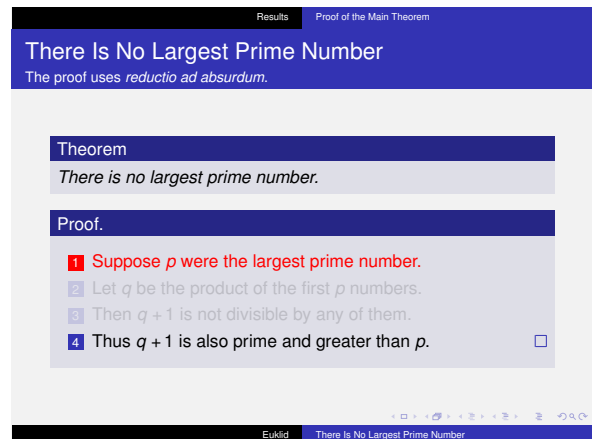 Results Proof of the Main Theorem
There Is No Largest Prime Number
The proof uses reductio ad absurdum.
Theorem
There is no largest prime number.
Proof.
1 Suppose p were the largest prime number.
2 Let q be the product of the first p numbers.
3 Then q + 1 is not divisible by any of them.
4 Thus q + 1 is also prime and greater than p. □
Euklid There Is No Largest Prime Number